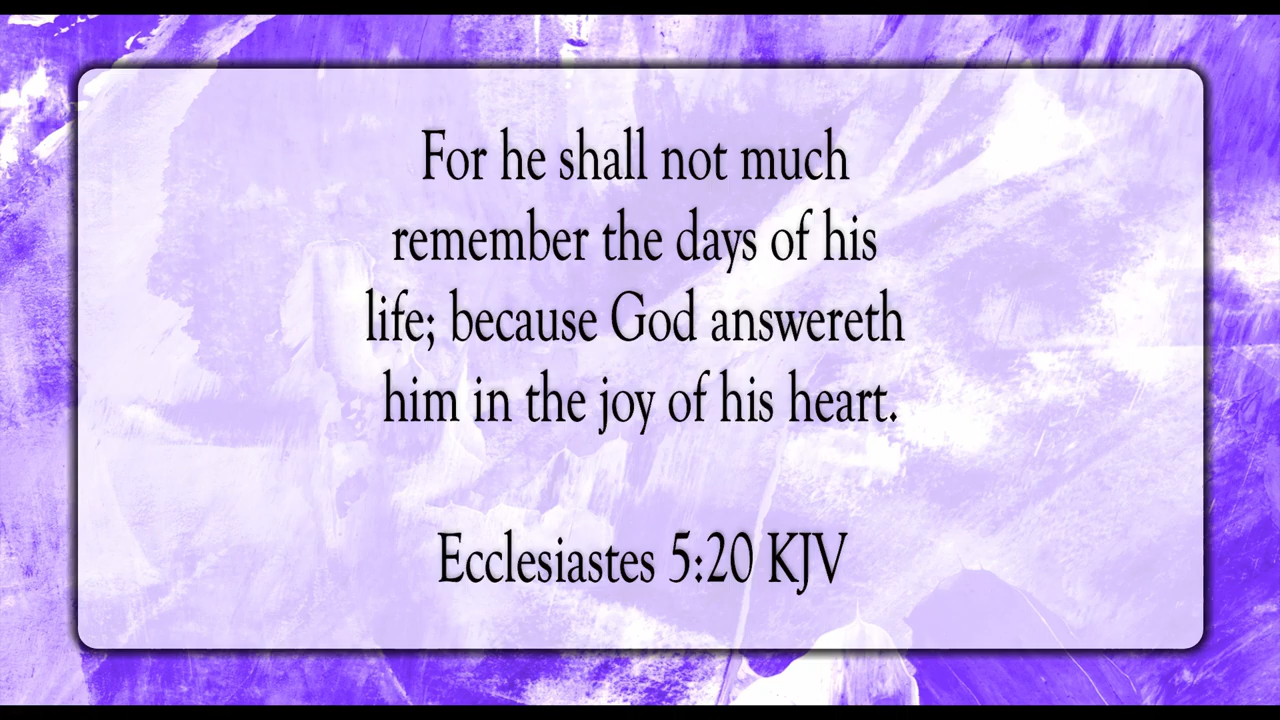 For he shall not much
remember the days of his
life; because God answereth
him in the joy of his heart.
Ecclesiastes 5:20 KJV